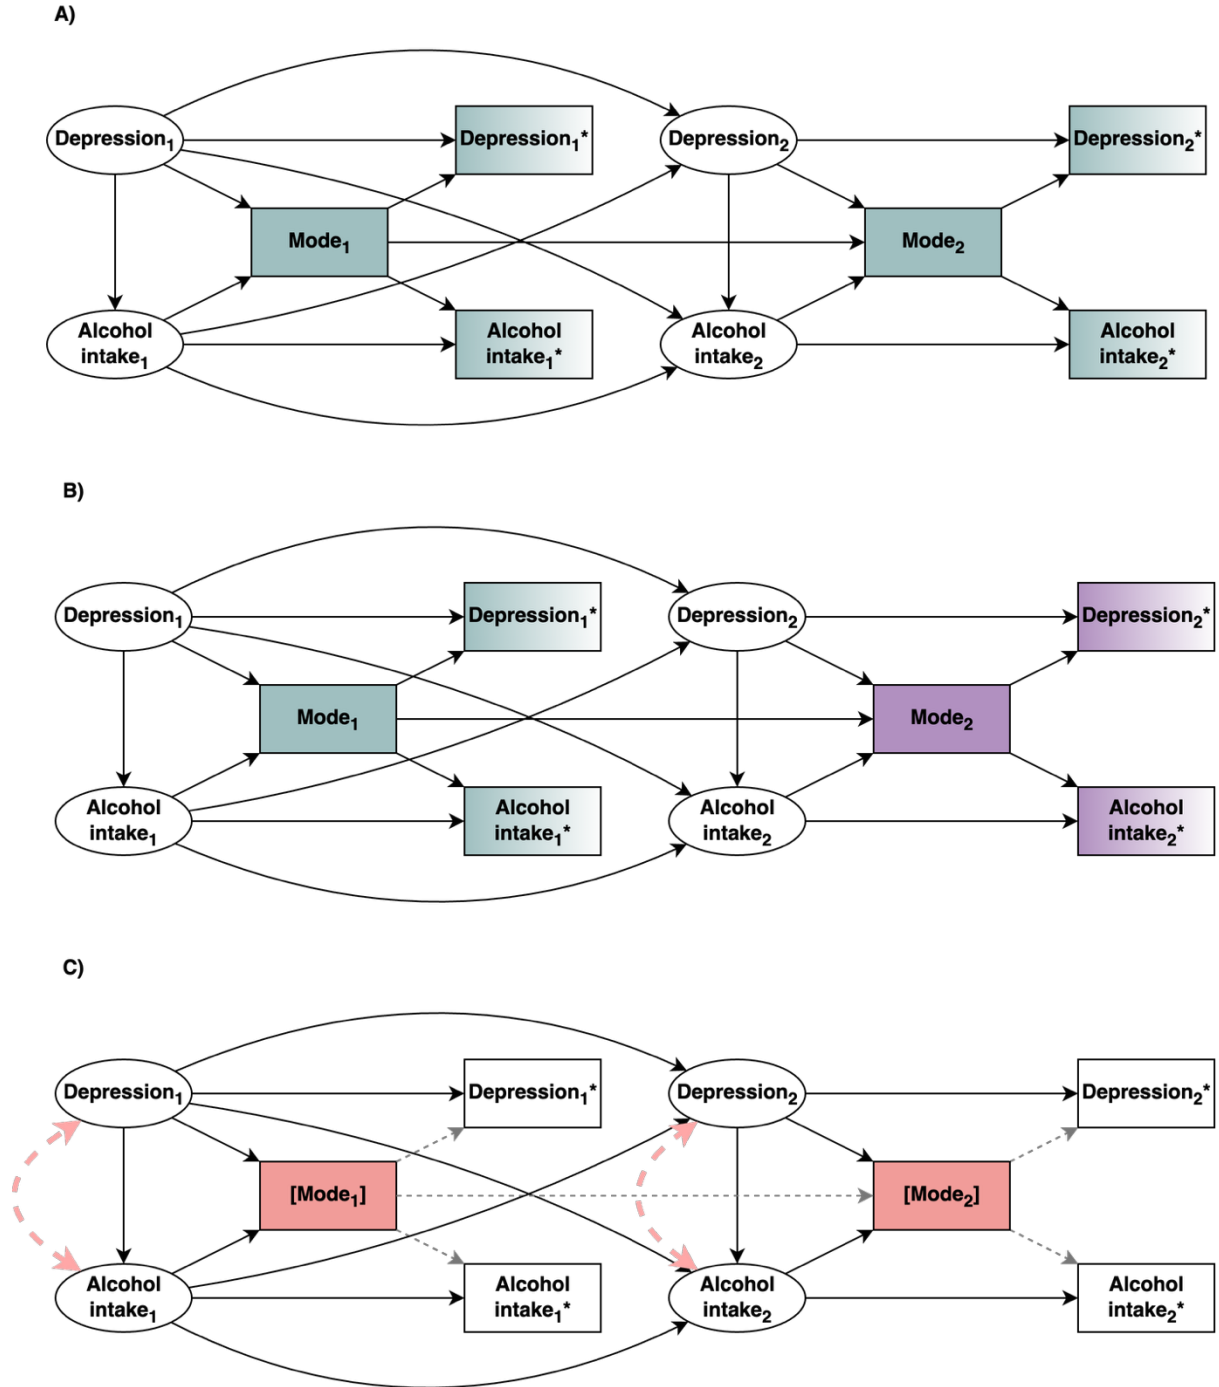 A)
Depression₁
Depression₁*
Depression₂
Depression₂*
Mode₁
Mode₂
Alcohol
intake₁
Alcohol
intake₁*
Alcohol
intake₂
Alcohol
intake₂*
B)
Depression₁
Depression₁*
Depression₂
Depression₂*
Mode₁
Mode₂
Alcohol
intake₁
Alcohol
intake₁*
Alcohol
intake₂
Alcohol
intake₂*
C)
Depression₁
Depression₁*
Depression₂
Depression₂*
[Mode₁]
[Mode₂]
Alcohol
intake₁
Alcohol
intake₁*
Alcohol
intake₂
Alcohol
intake₂*